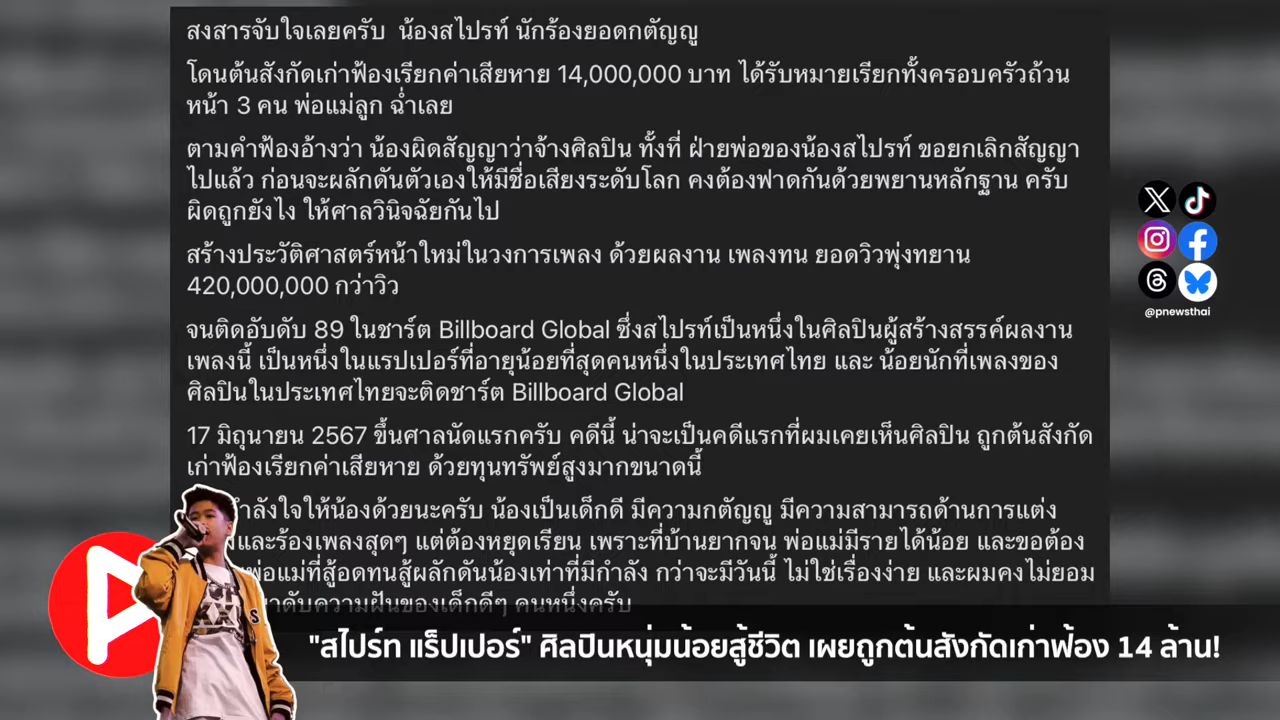 สงสารจับใจเลยครับ น้องสไปรท์ นักร้องยอดกตัญญู
โดนต้นสังกัดเก่าฟ้องเรียกค่าเสียหาย 14,000,000 บาท ได้รับหมายเรียกทั้งครอบครัวถ้วน
หน้า 3 คน พ่อแม่ลูก ฉ่ำเลย
ตามคำฟ้องอ้างว่า น้องผิดสัญญาว่าจ้างศิลปิน ทั้งที่ ฝ่ายพ่อของน้องสไปรท์ ขอยกเลิกสัญญา
ไปแล้ว ก่อนจะผลักดันตัวเองให้มีชื่อเสียงระดับโลก คงต้องฟาดกันด้วยพยานหลักฐาน ครับ
ผิดถูกยังไง ให้ศาลวินิจฉัยกันไป
สร้างประวัติศาสตร์หน้าใหม่ในวงการเพลง ด้วยผลงาน เพลงทน ยอดวิวพุ่งทยาน
420,000,000 กว่าวิว
จนติดอับดับ 89 ในชาร์ต Billboard Global ซึ่งสไปรท์เป็นหนึ่งในศิลปินผู้สร้างสรรค์ผลงาน
เพลงนี้ เป็นหนึ่งในแรปเปอร์ที่อายุน้อยที่สุดคนหนึ่งในประเทศไทย และ น้อยนักที่เพลงของ
ศิลปินในประเทศไทยจะติดชาร์ต Billboard Global
17 มิถุนายน 2567 ขึ้นศาลนัดแรกครับ คดีนี้ น่าจะเป็นคดีแรกที่ผมเคยเห็นศิลปิน ถูกต้นสังกัด
เก่าฟ้องเรียกค่าเสียหาย ด้วยทุนทรัพย์สูงมากขนาดนี้
กำลังใจให้น้องด้วยนะครับ น้องเป็นเด็กดี มีความกตัญญู มีความสามารถด้านการแต่ง
และร้องเพลงสุดๆ แต่ต้องหยุดเรียน เพราะที่บ้านยากจน พ่อแม่มีรายได้น้อย และขอต้อง
พ่อแม่ที่สู้อดทนสู้ผลักดันน้องเท่าที่มีกำลัง กว่าจะมีวันนี้ ไม่ใช่เรื่องง่าย และผมคงไม่ยอม
ดับความฝันของเด็กดีๆ คนหนึ่งครับ
@pnewsthai
S
"สไปร์ท แร็ปเปอร์" ศิลปินหนุ่มน้อยสู้ชีวิต เผยถูกต้นสังกัดเก่าฟ้อง 14 ล้าน!